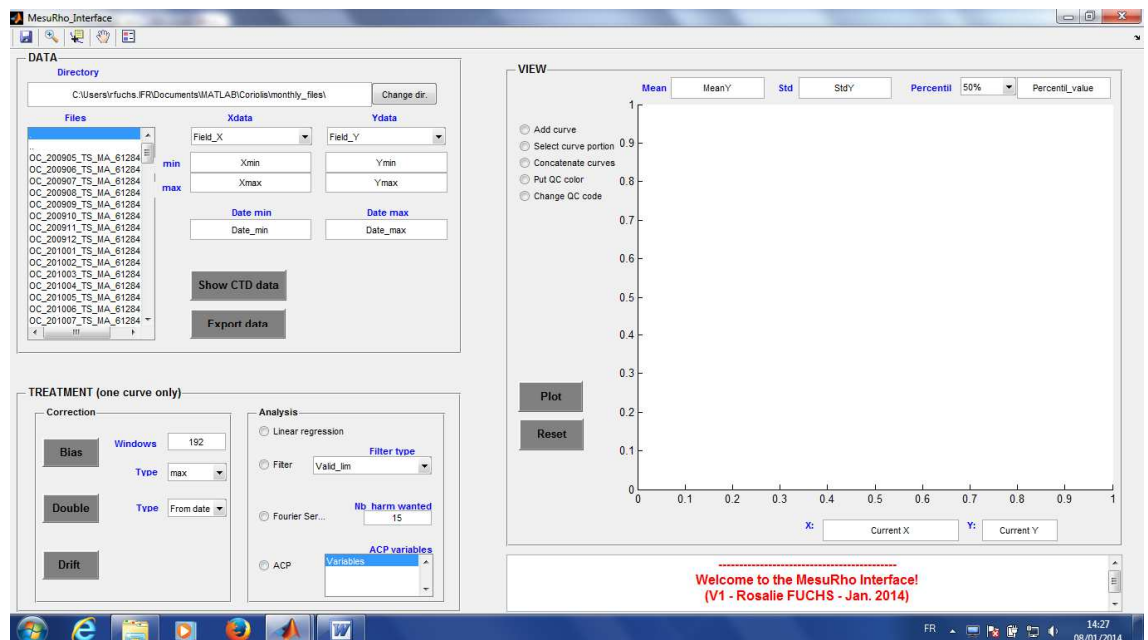 MesuRho_Interface
DATA
Directory
C:\Users\rfuchs.IFR\Documents\MATLAB\Coriolis\monthly_files\
Change dir.
Files
.
..
OC_200905_TS_MA_61284
OC_200906_TS_MA_61284
OC_200907_TS_MA_61284
OC_200908_TS_MA_61284
OC_200909_TS_MA_61284
OC_200910_TS_MA_61284
OC_200911_TS_MA_61284
OC_200912_TS_MA_61284
OC_201001_TS_MA_61284
OC_201002_TS_MA_61284
OC_201003_TS_MA_61284
OC_201004_TS_MA_61284
OC_201005_TS_MA_61284
OC_201006_TS_MA_61284
OC_201007_TS_MA_61284
Xdata
Ydata
Field_X
Field_Y
min
Xmin
Ymin
max
Xmax
Ymax
Date min
Date max
Date_min
Date_max
Show CTD data
Export data
TREATMENT (one curve only)
Correction
Bias
Windows
192
Type
max
Double
Type
From date
Drift
Analysis
Linear regression
Filter type
Filter
Valid_lim
Nb_harm wanted
Fourier Ser...
15
ACP variables
ACP
Variables
VIEW
Mean
MeanY
Std
StdY
Percentil
50%
Percentil_value
Add curve
Select curve portion
Concatenate curves
Put QC color
Change QC code
Plot
Reset
1
0.9
0.8
0.7
0.6
0.5
0.4
0.3
0.2
0.1
0
0 0.1 0.2 0.3 0.4 0.5 0.6 0.7 0.8 0.9 1
X:
Current X
Y:
Current Y
------------------------------------------
Welcome to the MesuRho Interface!
(V1 - Rosalie FUCHS - Jan. 2014)
FR
14:27
08/01/2014